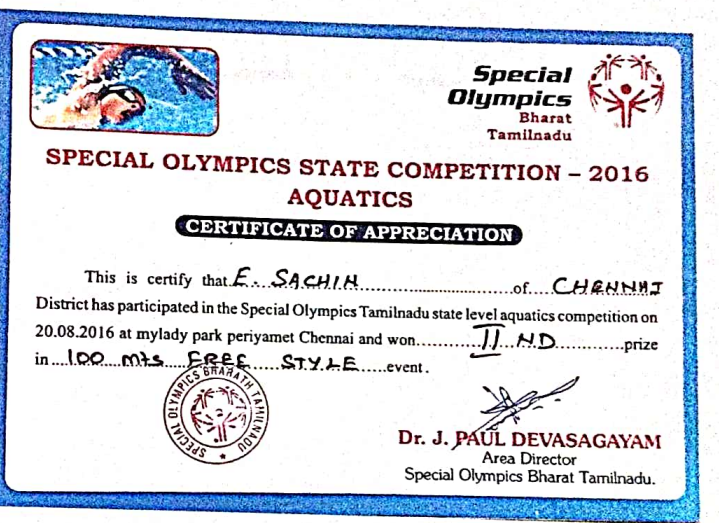 Special
Olympics
Bharat
Tamilnadu
SPECIAL OLYMPICS STATE COMPETITION – 2016
AQUATICS
CERTIFICATE OF APPRECIATION
This is certify that E. SACHIN of CHENNAI
District has participated in the Special Olympics Tamilnadu state level aquatics competition on
20.08.2016 at mylady park periyamet Chennai and won II ND prize
in 100 mts FREE STYLE event.
SPECIAL OLYMPICS BHARATH TAMILNADU
Dr. J. PAUL DEVASAGAYAM
Area Director
Special Olympics Bharat Tamilnadu.